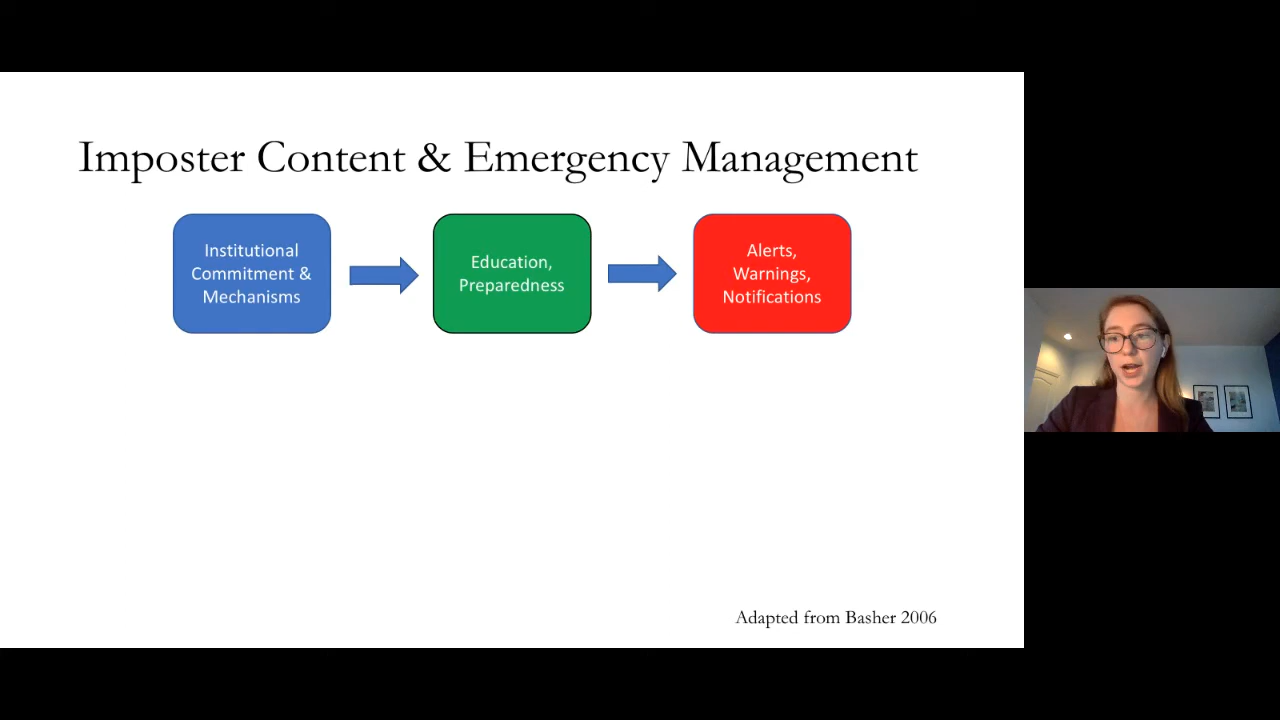 Imposter Content & Emergency Management
Institutional
Commitment &
Mechanisms
Education,
Preparedness
Alerts,
Warnings,
Notifications
Adapted from Basher 2006